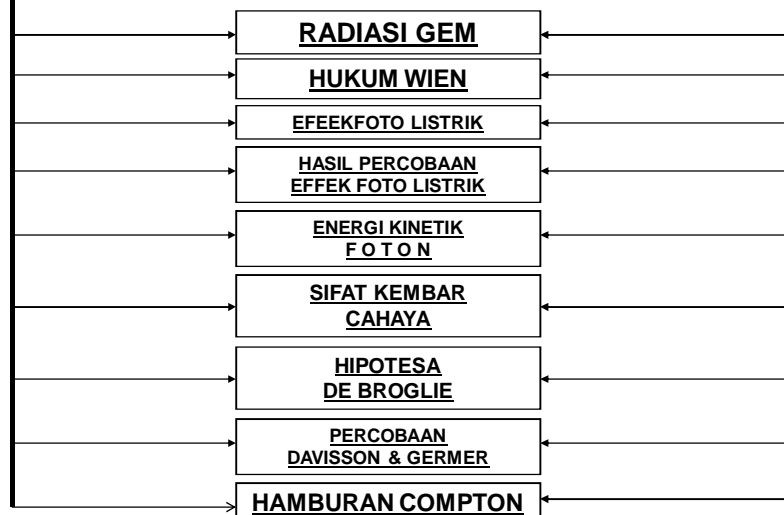 RADIASI GEM
HUKUM WIEN
EFEEKFOTO LISTRIK
HASIL PERCOBAAN
EFFEK FOTO LISTRIK
ENERGI KINETIK
F O T O N
SIFAT KEMBAR
CAHAYA
HIPOTESA
DE BROGLIE
PERCOBAAN
DAVISSON & GERMER
HAMBURAN COMPTON